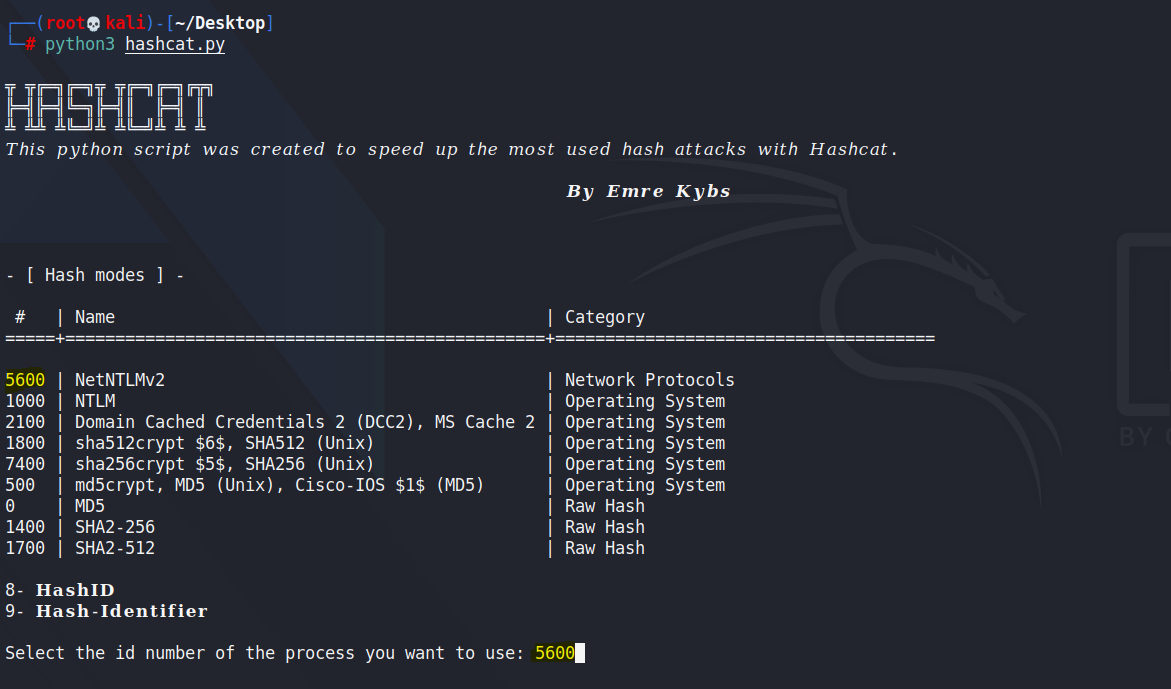 ┌──(root💀kali)-[~/Desktop]
└─# python3 hashcat.py
HASHCAT
This python script was created to speed up the most used hash attacks with Hashcat.
By Emre Kybs
- [ Hash modes ] -
# | Name | Category
=====+================================================+======================================
5600 | NetNTLMv2 | Network Protocols
1000 | NTLM | Operating System
2100 | Domain Cached Credentials 2 (DCC2), MS Cache 2 | Operating System
1800 | sha512crypt $6$, SHA512 (Unix) | Operating System
7400 | sha256crypt $5$, SHA256 (Unix) | Operating System
500 | md5crypt, MD5 (Unix), Cisco-IOS $1$ (MD5) | Operating System
0 | MD5 | Raw Hash
1400 | SHA2-256 | Raw Hash
1700 | SHA2-512 | Raw Hash
8- HashID
9- Hash-Identifier
Select the id number of the process you want to use: 5600
BY